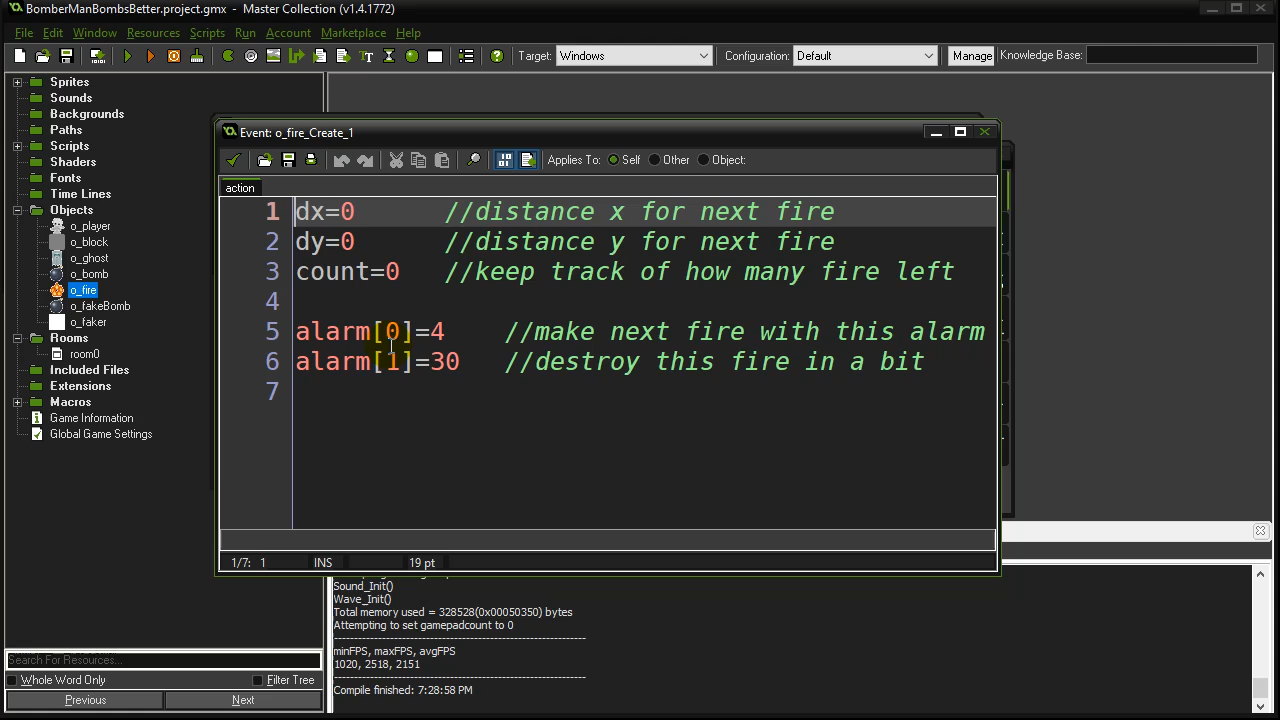 BomberManBombsBetter.project.gmx - Master Collection (v1.4.1772)
File Edit Window Resources Scripts Run Account Marketplace Help
Target: Windows Configuration: Default Manage Knowledge Base:
Sprites
Sounds
Backgrounds
Paths
Scripts
Shaders
Fonts
Time Lines
Objects
o_player
o_block
o_ghost
o_bomb
o_fire
o_fakeBomb
o_faker
Rooms
room0
Included Files
Extensions
Macros
Game Information
Global Game Settings
Search For Resources...
Whole Word Only Filter Tree
Previous Next
Event: o_fire_Create_1
Applies To: Self Other Object:
action
1 dx=0 //distance x for next fire
2 dy=0 //distance y for next fire
3 count=0 //keep track of how many fire left
4
5 alarm[0]=4 //make next fire with this alarm
6 alarm[1]=30 //destroy this fire in a bit
7
1/7: 1 INS 19 pt
Sound_Init()
Wave_Init()
Total memory used = 328528(0x00050350) bytes
Attempting to set gamepadcount to 0
---------------------------------------------------------------
minFPS, maxFPS, avgFPS
1020, 2518, 2151
---------------------------------------------------------------
Compile finished: 7:28:58 PM